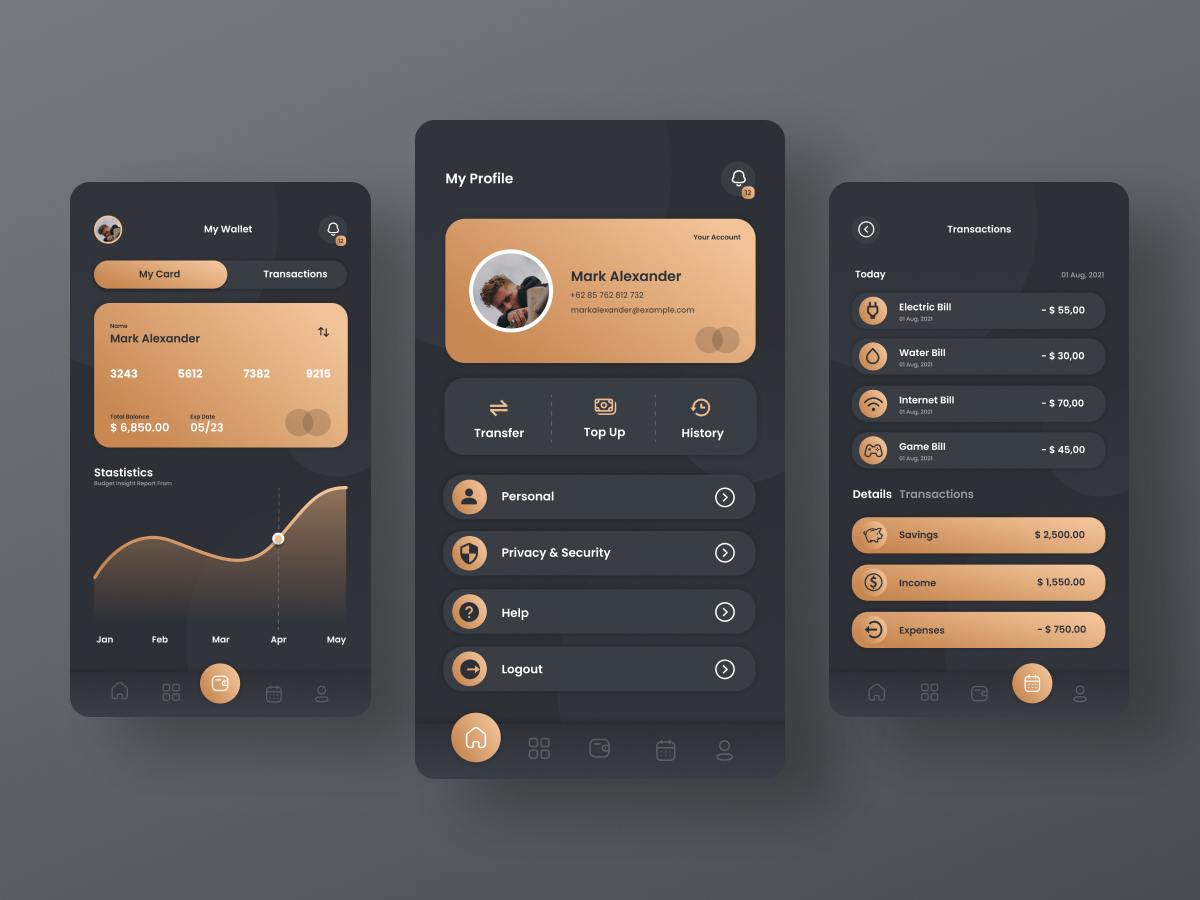 My Wallet
12
My Card
Transactions
Name
Mark Alexander
3243 5612 7382 9215
Total Balance
Exp Date
$ 6,850.00
05/23
Stastistics
Budget Insight Report From
Jan Feb Mar Apr May
My Profile
12
Your Account
Mark Alexander
+62 85 762 812 732
markalexander@example.com
Transfer
Top Up
History
Personal
Privacy & Security
Help
Logout
Transactions
Today
01 Aug, 2021
Electric Bill
01 Aug, 2021
- $ 55,00
Water Bill
01 Aug, 2021
- $ 30,00
Internet Bill
01 Aug, 2021
- $ 70,00
Game Bill
01 Aug, 2021
- $ 45,00
Details Transactions
Savings
$ 2,500.00
Income
$ 1,550.00
Expenses
- $ 750.00